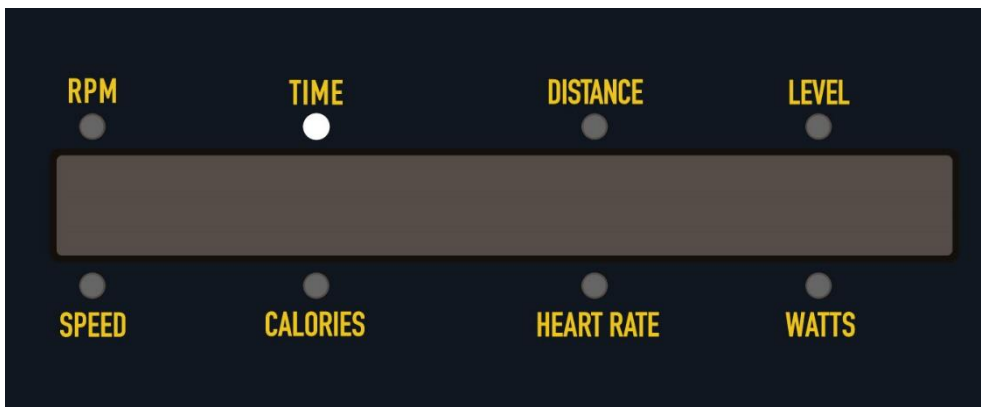 RPM TIME DISTANCE LEVEL
SPEED CALORIES HEART RATE WATTS